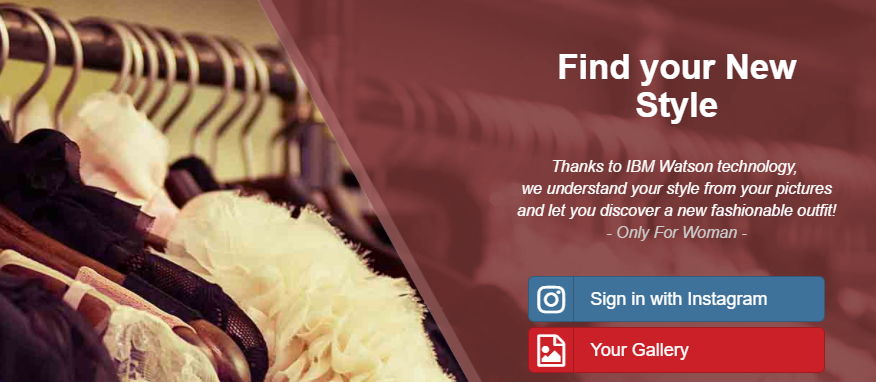 Find your New
Style
Thanks to IBM Watson technology,
we understand your style from your pictures
and let you discover a new fashionable outfit!
- Only For Woman -
Sign in with Instagram
Your Gallery